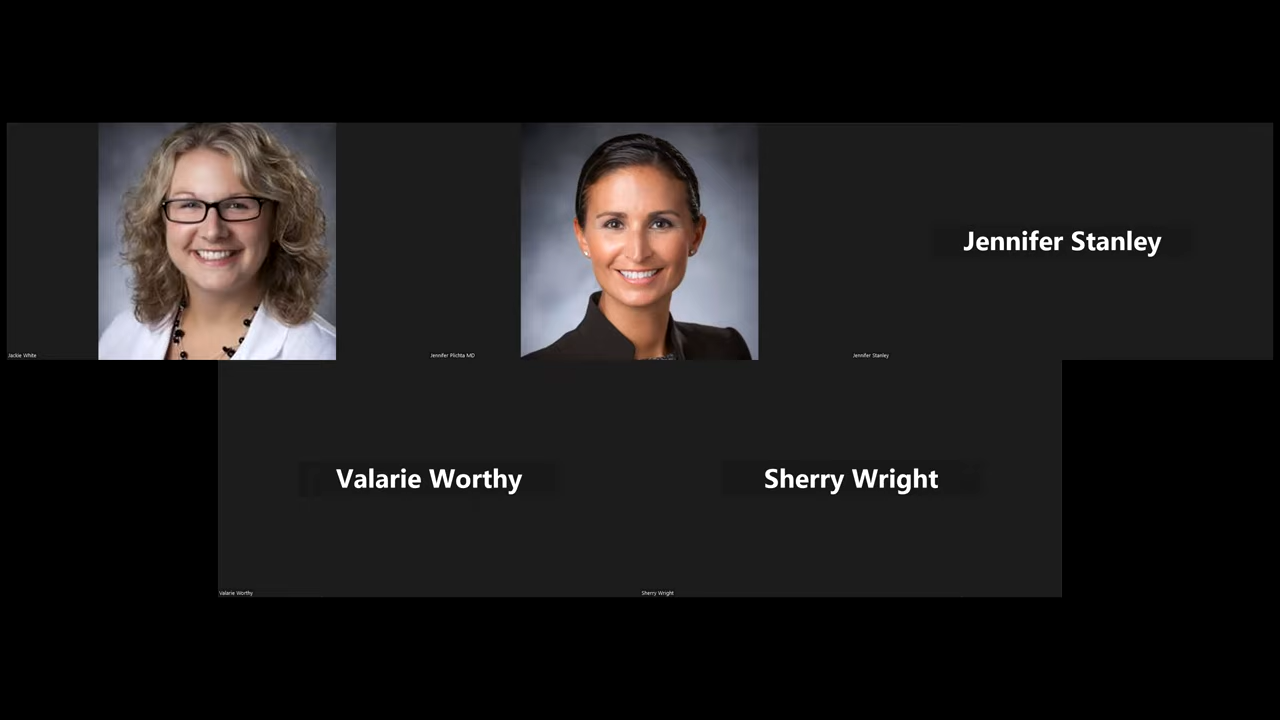 Jennifer Stanley
Jackie White
Jennifer Plichta MD
Jennifer Stanley
Valarie Worthy
Sherry Wright
Valarie Worthy
Sherry Wright